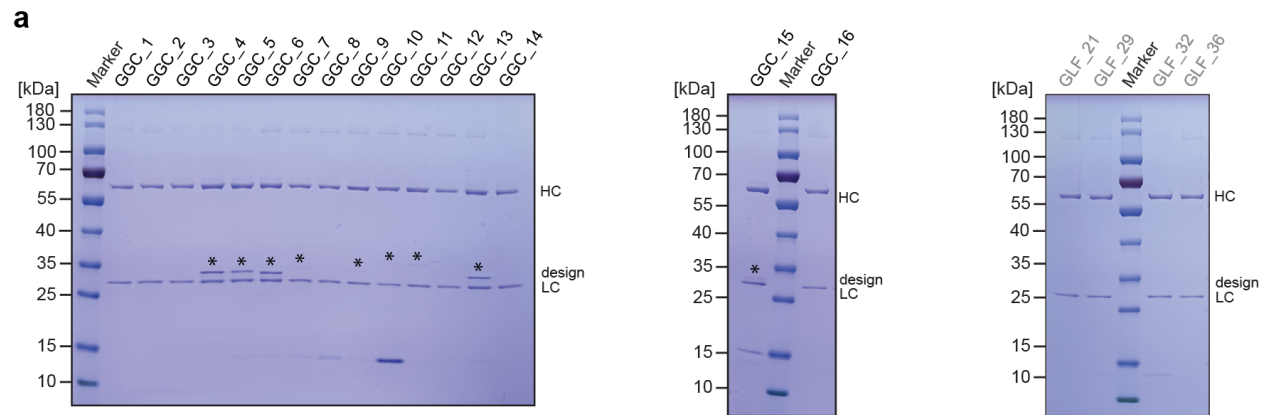 a
Marker GGC_1 GGC_2 GGC_3 GGC_4 GGC_5 GGC_6 GGC_7 GGC_8 GGC_9 GGC_10 GGC_11 GGC_12 GGC_13 GGC_14
[kDa]
180
130
100
70
55
40
35
25
15
10
* * * * * * * *
HC
design
LC
GGC_15 Marker GGC_16
[kDa]
180
130
100
70
55
40
35
25
15
10
*
HC
design
LC
GLF_21 GLF_29 Marker GLF_32 GLF_36
[kDa]
180
130
100
70
55
40
35
25
15
10
HC
design
LC